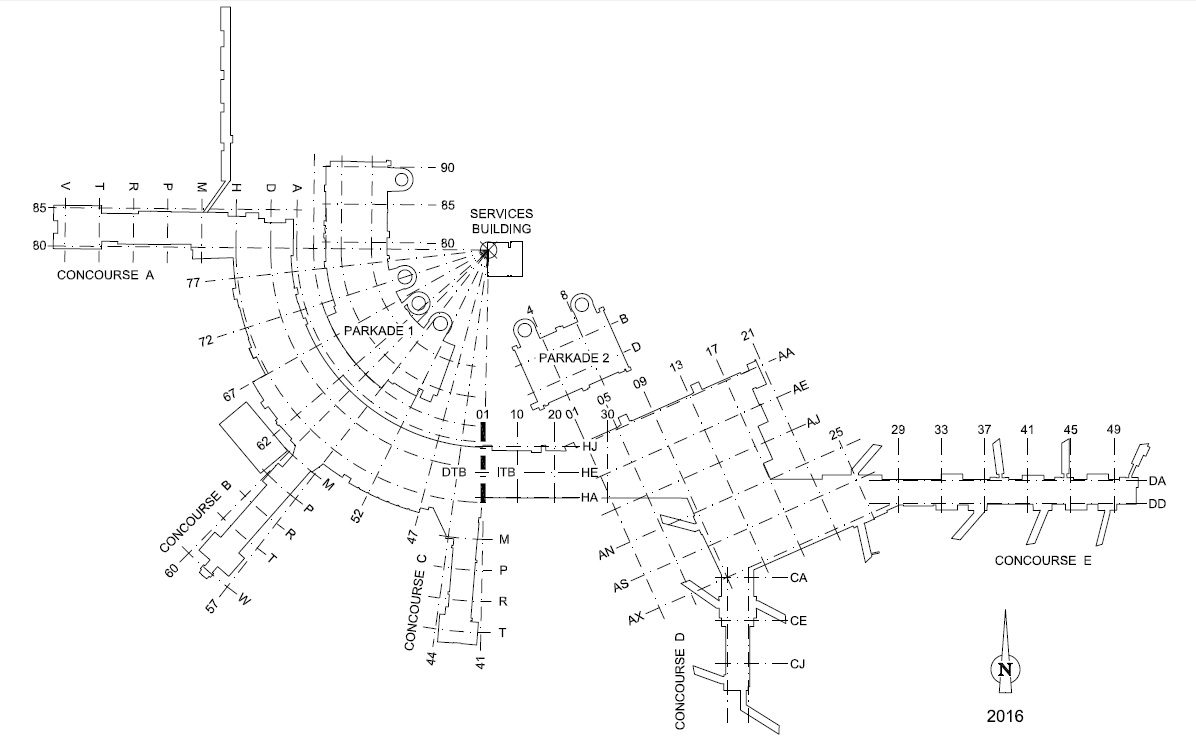 V T R P M H D A
90
85
SERVICES
BUILDING
80
85
80
CONCOURSE A
77
72
67
62
PARKADE 1
4 8
B
D
PARKADE 2
01 05 09 13 17 21
AA
AE
AJ
25
01 10 20 30
HJ
DTB ITB HE
HA
29 33 37 41 45 49
DA
DD
CONCOURSE E
CONCOURSE B
M
P
R
T
W
60
57
52
47
CONCOURSE C
M
P
R
T
44
41
AN
AS
AX
CA
CE
CJ
CONCOURSE D
N
2016